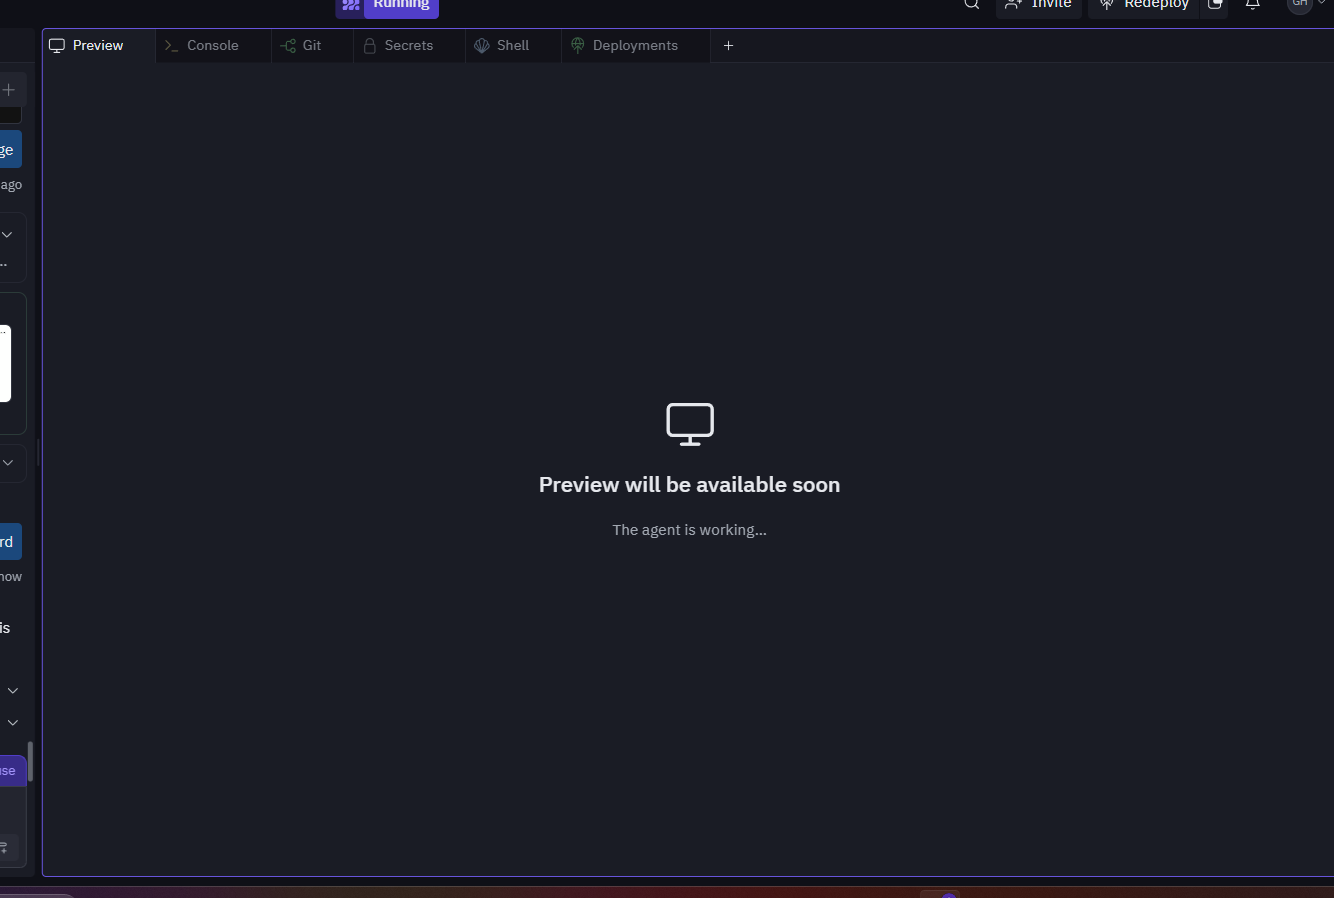 Running
Invite
Redeploy
GH
Preview
Console
Git
Secrets
Shell
Deployments
ge
ago
rd
now
is
use
Preview will be available soon
The agent is working...